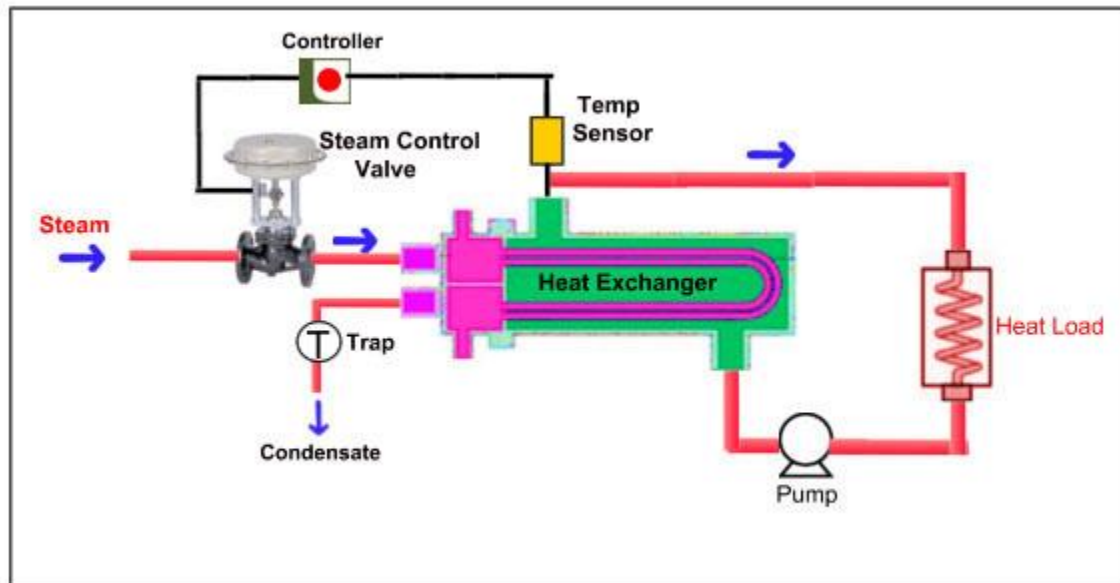 Controller
Temp
Sensor
Steam Control
Valve
Steam
Heat Exchanger
Heat Load
T
Trap
Condensate
Pump